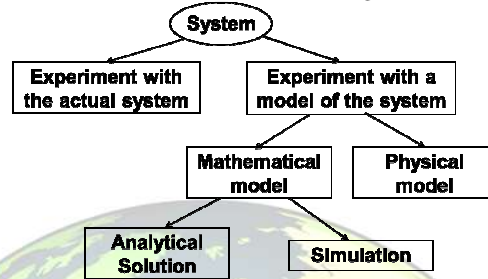 System
Experiment with
the actual system
Experiment with a
model of the system
Mathematical
model
Physical
model
Analytical
Solution
Simulation